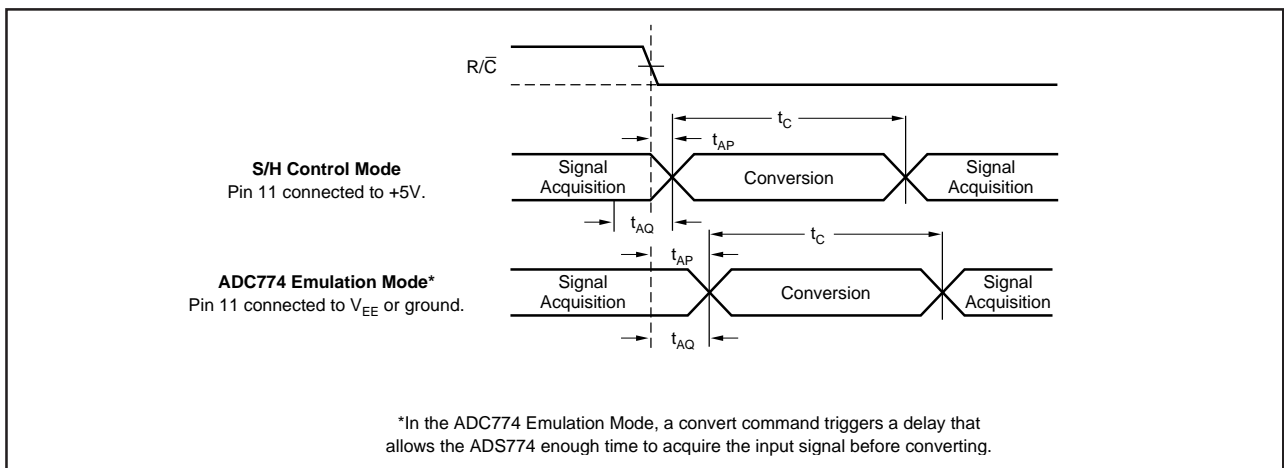 R/C̅
t_C
t_AP
S/H Control Mode
Pin 11 connected to +5V.
Signal
Acquisition
Conversion
Signal
Acquisition
t_AQ
t_C
t_AP
ADC774 Emulation Mode*
Pin 11 connected to V_EE or ground.
Signal
Acquisition
Conversion
Signal
Acquisition
t_AQ
*In the ADC774 Emulation Mode, a convert command triggers a delay that
allows the ADS774 enough time to acquire the input signal before converting.